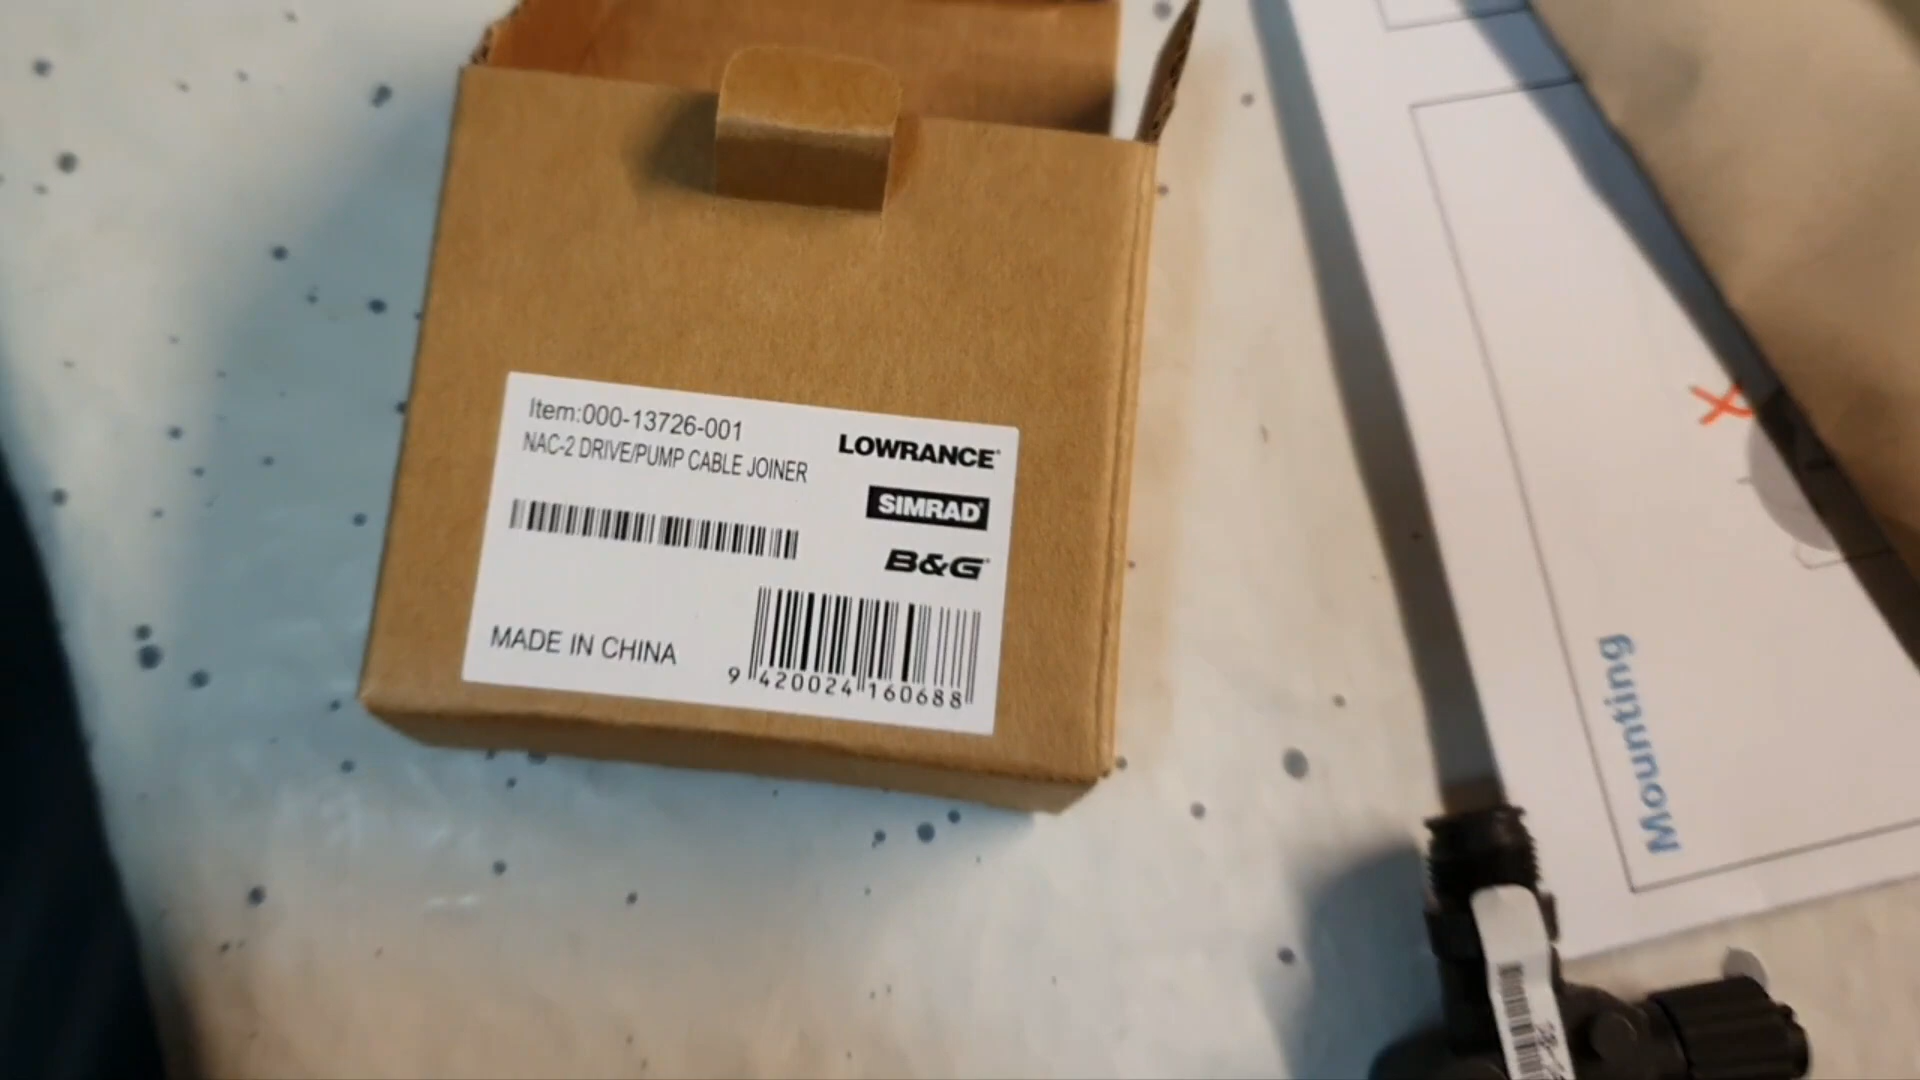 Item:000-13726-001
NAC-2 DRIVE/PUMP CABLE JOINER
LOWRANCE
SIMRAD
B&G
MADE IN CHINA
9 420024 160688
Mounting